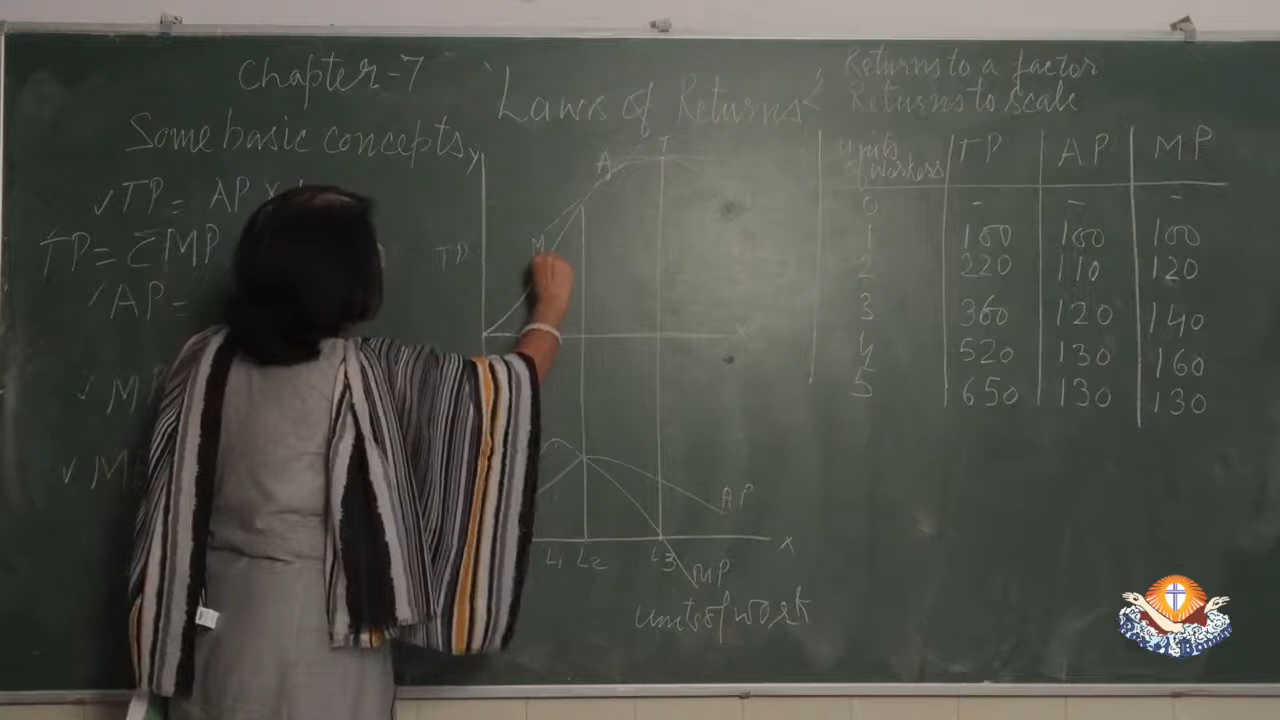 Chapter-7
Laws of Returns
Returns to a factor
Returns to scale
Some basic concepts
TP = AP
TP = ΣMP
AP =
Y
TP
M
A
T
X
AP
MP
L1 L2 L3
X
units of work
Units of workers TP AP MP
0 - - -
1 100 100 100
2 220 110 120
3 360 120 140
4 520 130 160
5 650 130 130